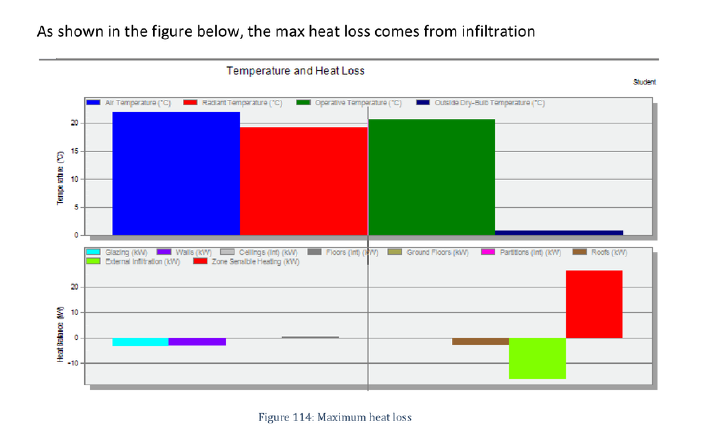 As shown in the figure below, the max heat loss comes from infiltration
Temperature and Heat Loss
Student
Air Temperature (°C) Radiant Temperature (°C) Operative Temperature (°C) Outside Dry-Bulb Temperature (°C)
Temperature (°C)
20
15
10
5
0
Glazing (kW) Walls (kW) Ceilings (int) (kW) Floors (int) (kW) Ground Floors (kW) Partitions (int) (kW) Roofs (kW)
External Infiltration (kW) Zone Sensible Heating (kW)
Heat Balance (kW)
20
10
0
-10
Figure 114: Maximum heat loss